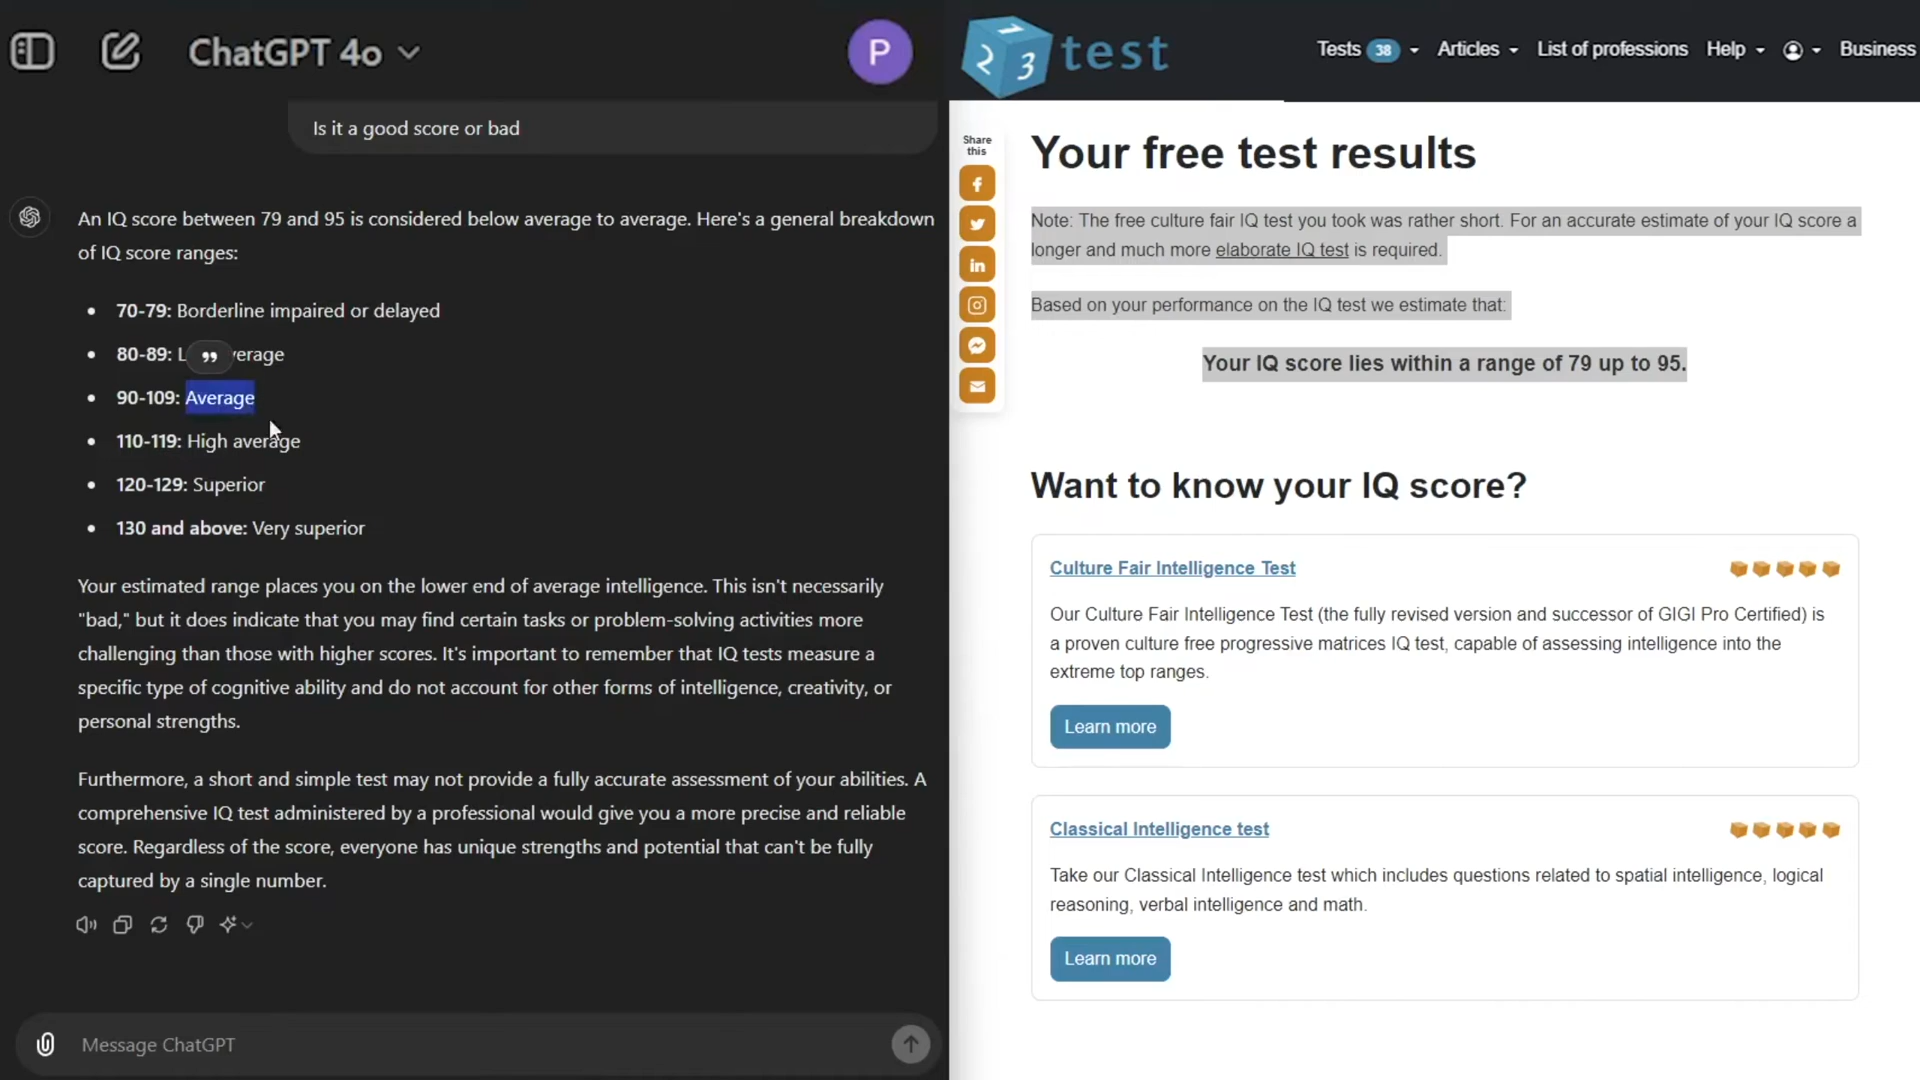 ChatGPT 4o
P
Is it a good score or bad
An IQ score between 79 and 95 is considered below average to average. Here's a general breakdown
of IQ score ranges:
70-79: Borderline impaired or delayed
80-89: L verage
90-109: Average
110-119: High average
120-129: Superior
130 and above: Very superior
Your estimated range places you on the lower end of average intelligence. This isn't necessarily
"bad," but it does indicate that you may find certain tasks or problem-solving activities more
challenging than those with higher scores. It's important to remember that IQ tests measure a
specific type of cognitive ability and do not account for other forms of intelligence, creativity, or
personal strengths.
Furthermore, a short and simple test may not provide a fully accurate assessment of your abilities. A
comprehensive IQ test administered by a professional would give you a more precise and reliable
score. Regardless of the score, everyone has unique strengths and potential that can't be fully
captured by a single number.
Message ChatGPT
123 test
Tests 38 Articles List of professions Help Business
Share
this
Your free test results
Note: The free culture fair IQ test you took was rather short. For an accurate estimate of your IQ score a
longer and much more elaborate IQ test is required.
Based on your performance on the IQ test we estimate that:
Your IQ score lies within a range of 79 up to 95.
Want to know your IQ score?
Culture Fair Intelligence Test
Our Culture Fair Intelligence Test (the fully revised version and successor of GIGI Pro Certified) is
a proven culture free progressive matrices IQ test, capable of assessing intelligence into the
extreme top ranges.
Learn more
Classical Intelligence test
Take our Classical Intelligence test which includes questions related to spatial intelligence, logical
reasoning, verbal intelligence and math.
Learn more